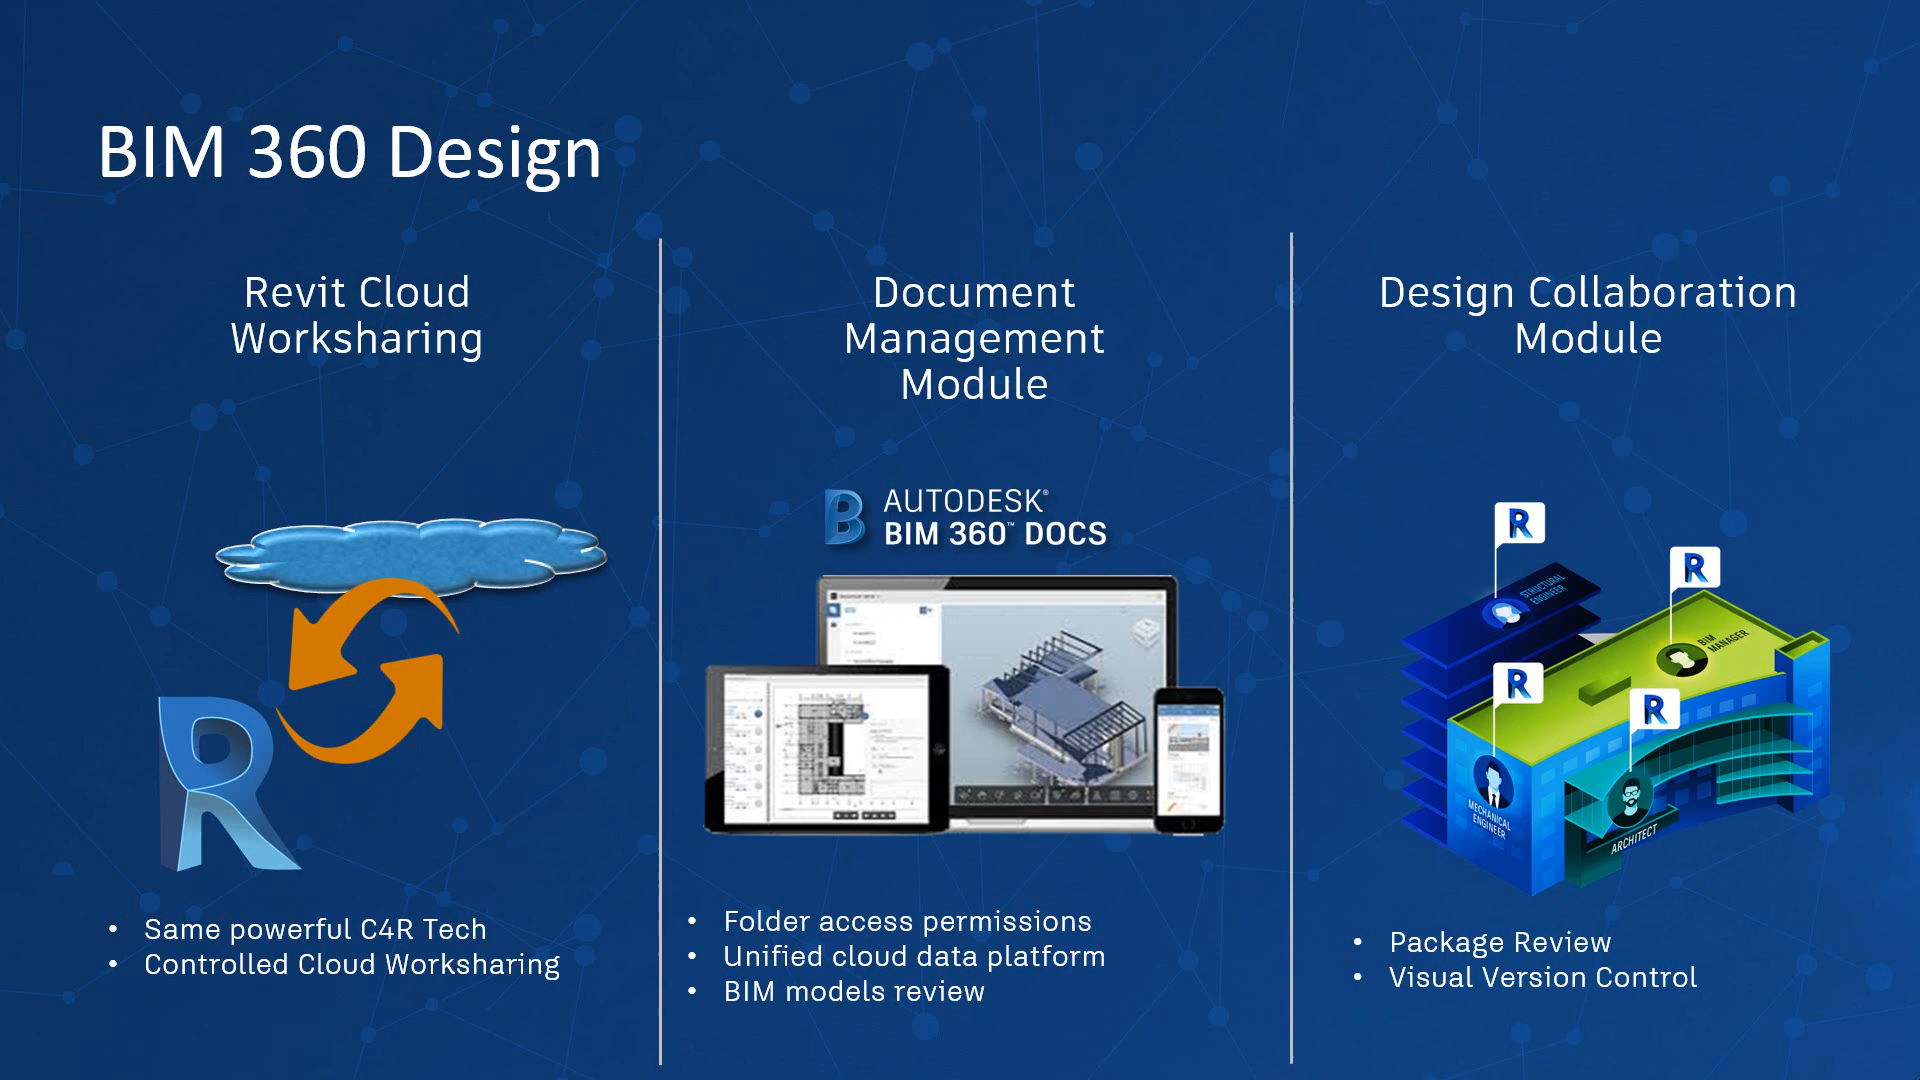 BIM 360 Design
Revit Cloud
Worksharing
• Same powerful C4R Tech
• Controlled Cloud Worksharing
Document
Management
Module
AUTODESK®
BIM 360™ DOCS
• Folder access permissions
• Unified cloud data platform
• BIM models review
Design Collaboration
Module
R
STRUCTURAL
ENGINEER
R
BIM
MANAGER
R
MECHANICAL
ENGINEER
R
ARCHITECT
• Package Review
• Visual Version Control